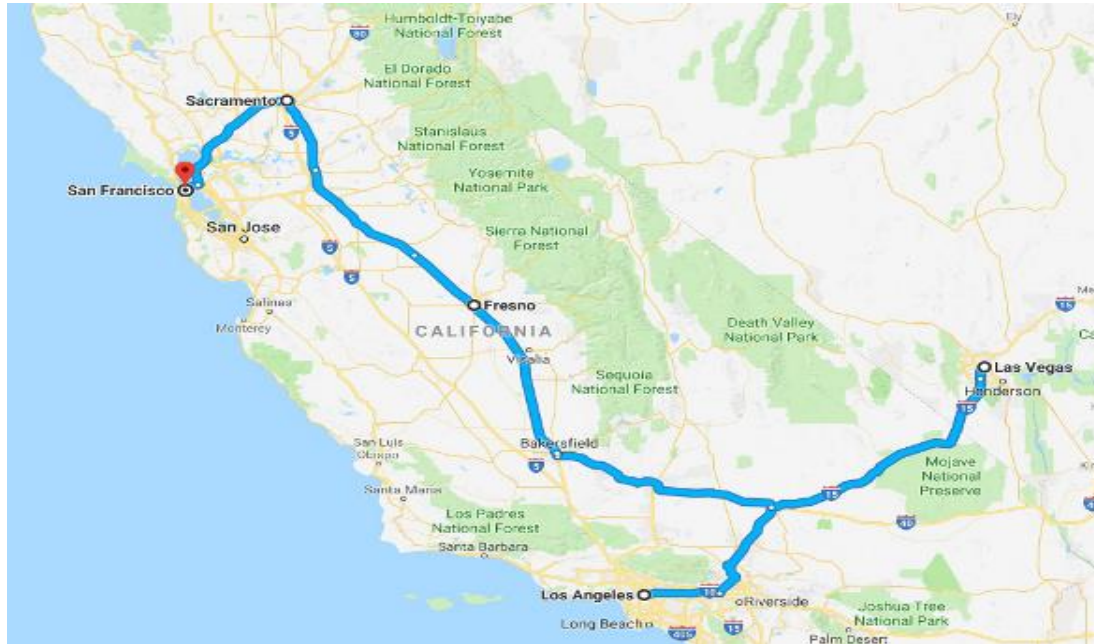 Humboldt-Toiyabe
National Forest
Ely
80
El Dorado
National Forest
Sacramento
5
Stanislaus
National Forest
Yosemite
National Park
San Francisco
San Jose
Sierra National
Forest
5
5
Salinas
Monterey
Fresno
CALIFORNIA
15
Death Valley
National Park
Visalia
Las Vegas
Henderson
Sequoia
National Forest
15
San Luis
Obispo
Bakersfield
5
Mojave
National
Preserve
Santa Maria
15
40
Los Padres
National Forest
Santa Barbara
Los Angeles
10
Riverside
Long Beach
405
15
Joshua Tree
National Park
Palm Desert